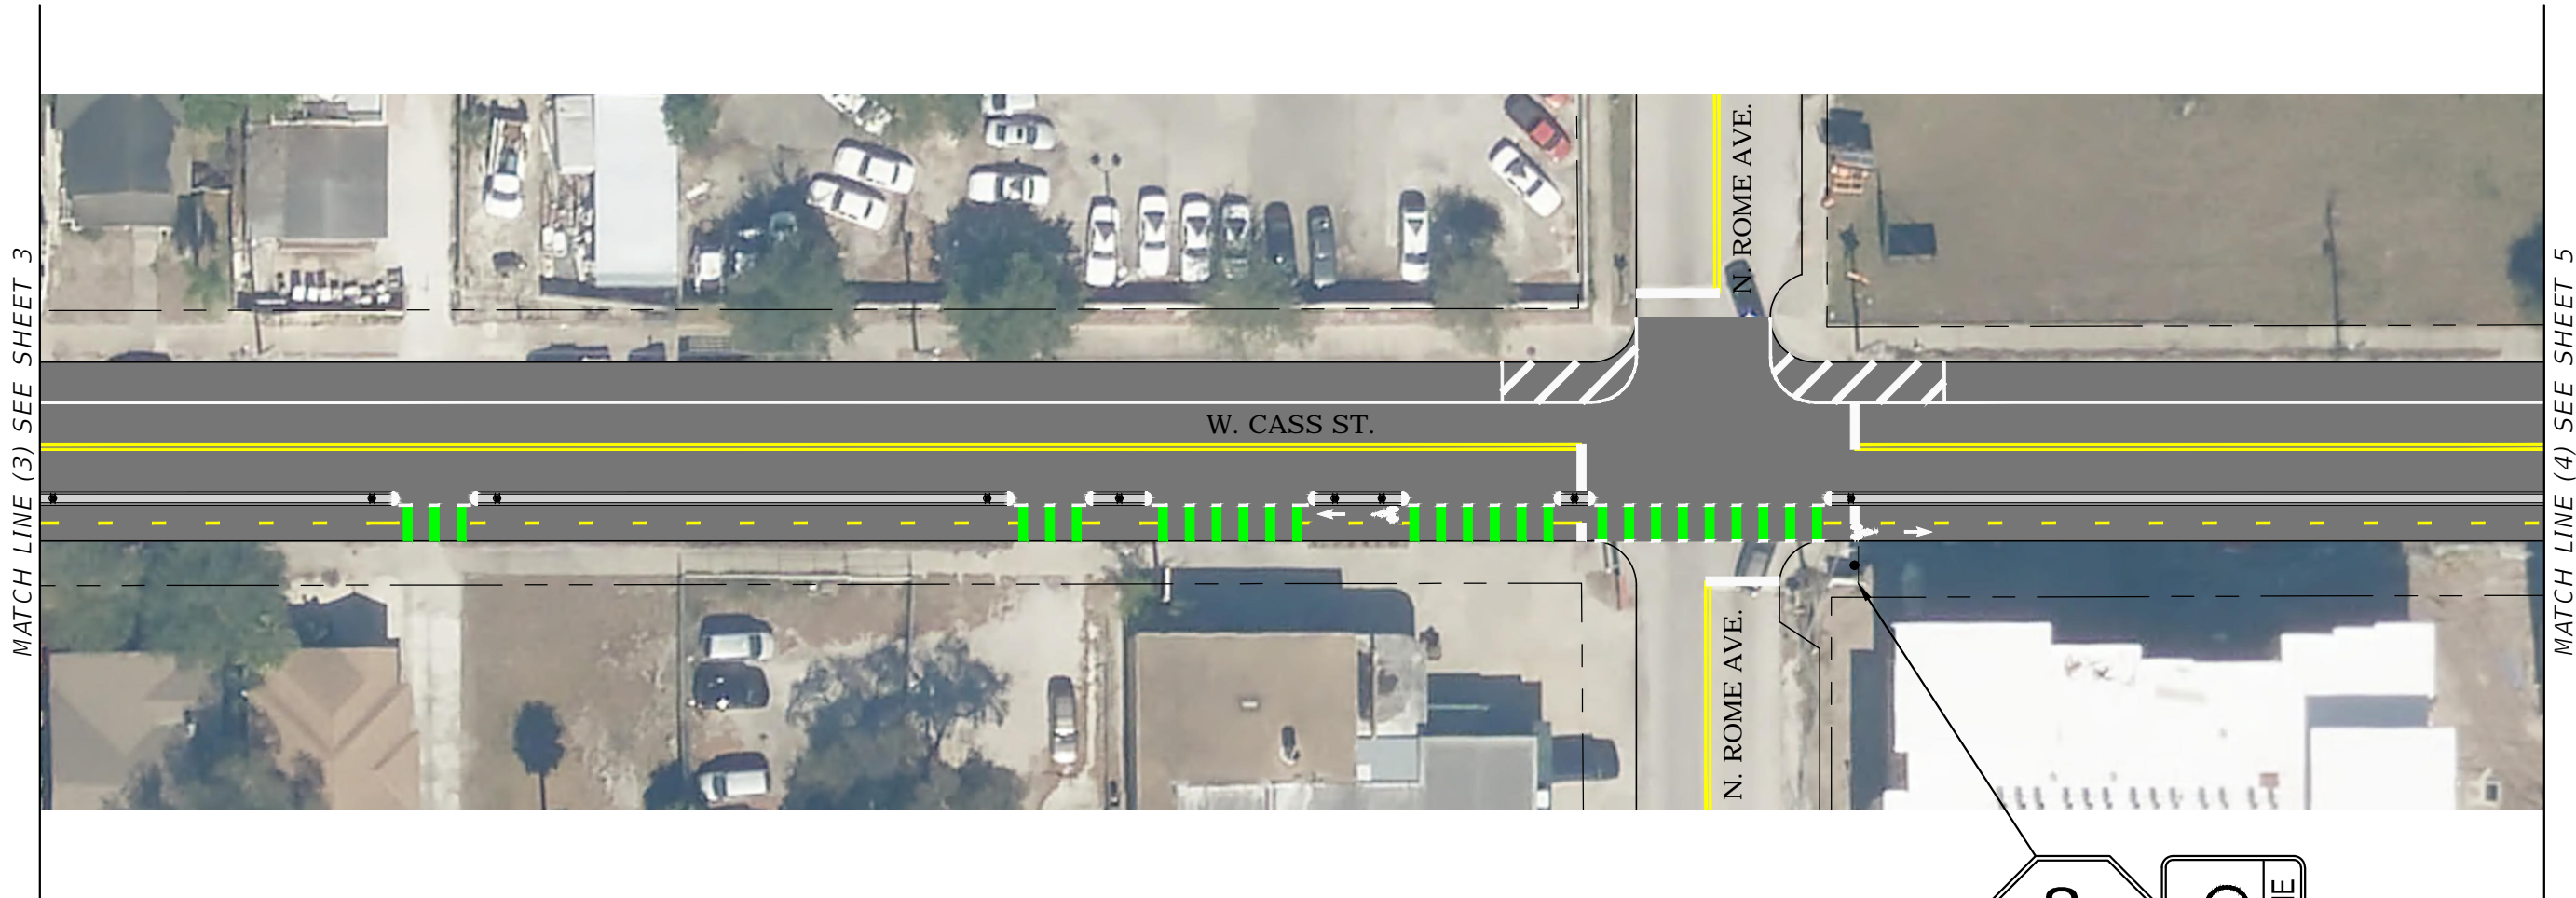 MATCH LINE (3) SEE SHEET 3
N. ROME AVE.
W. CASS ST.
N. ROME AVE.
MATCH LINE (4) SEE SHEET 5